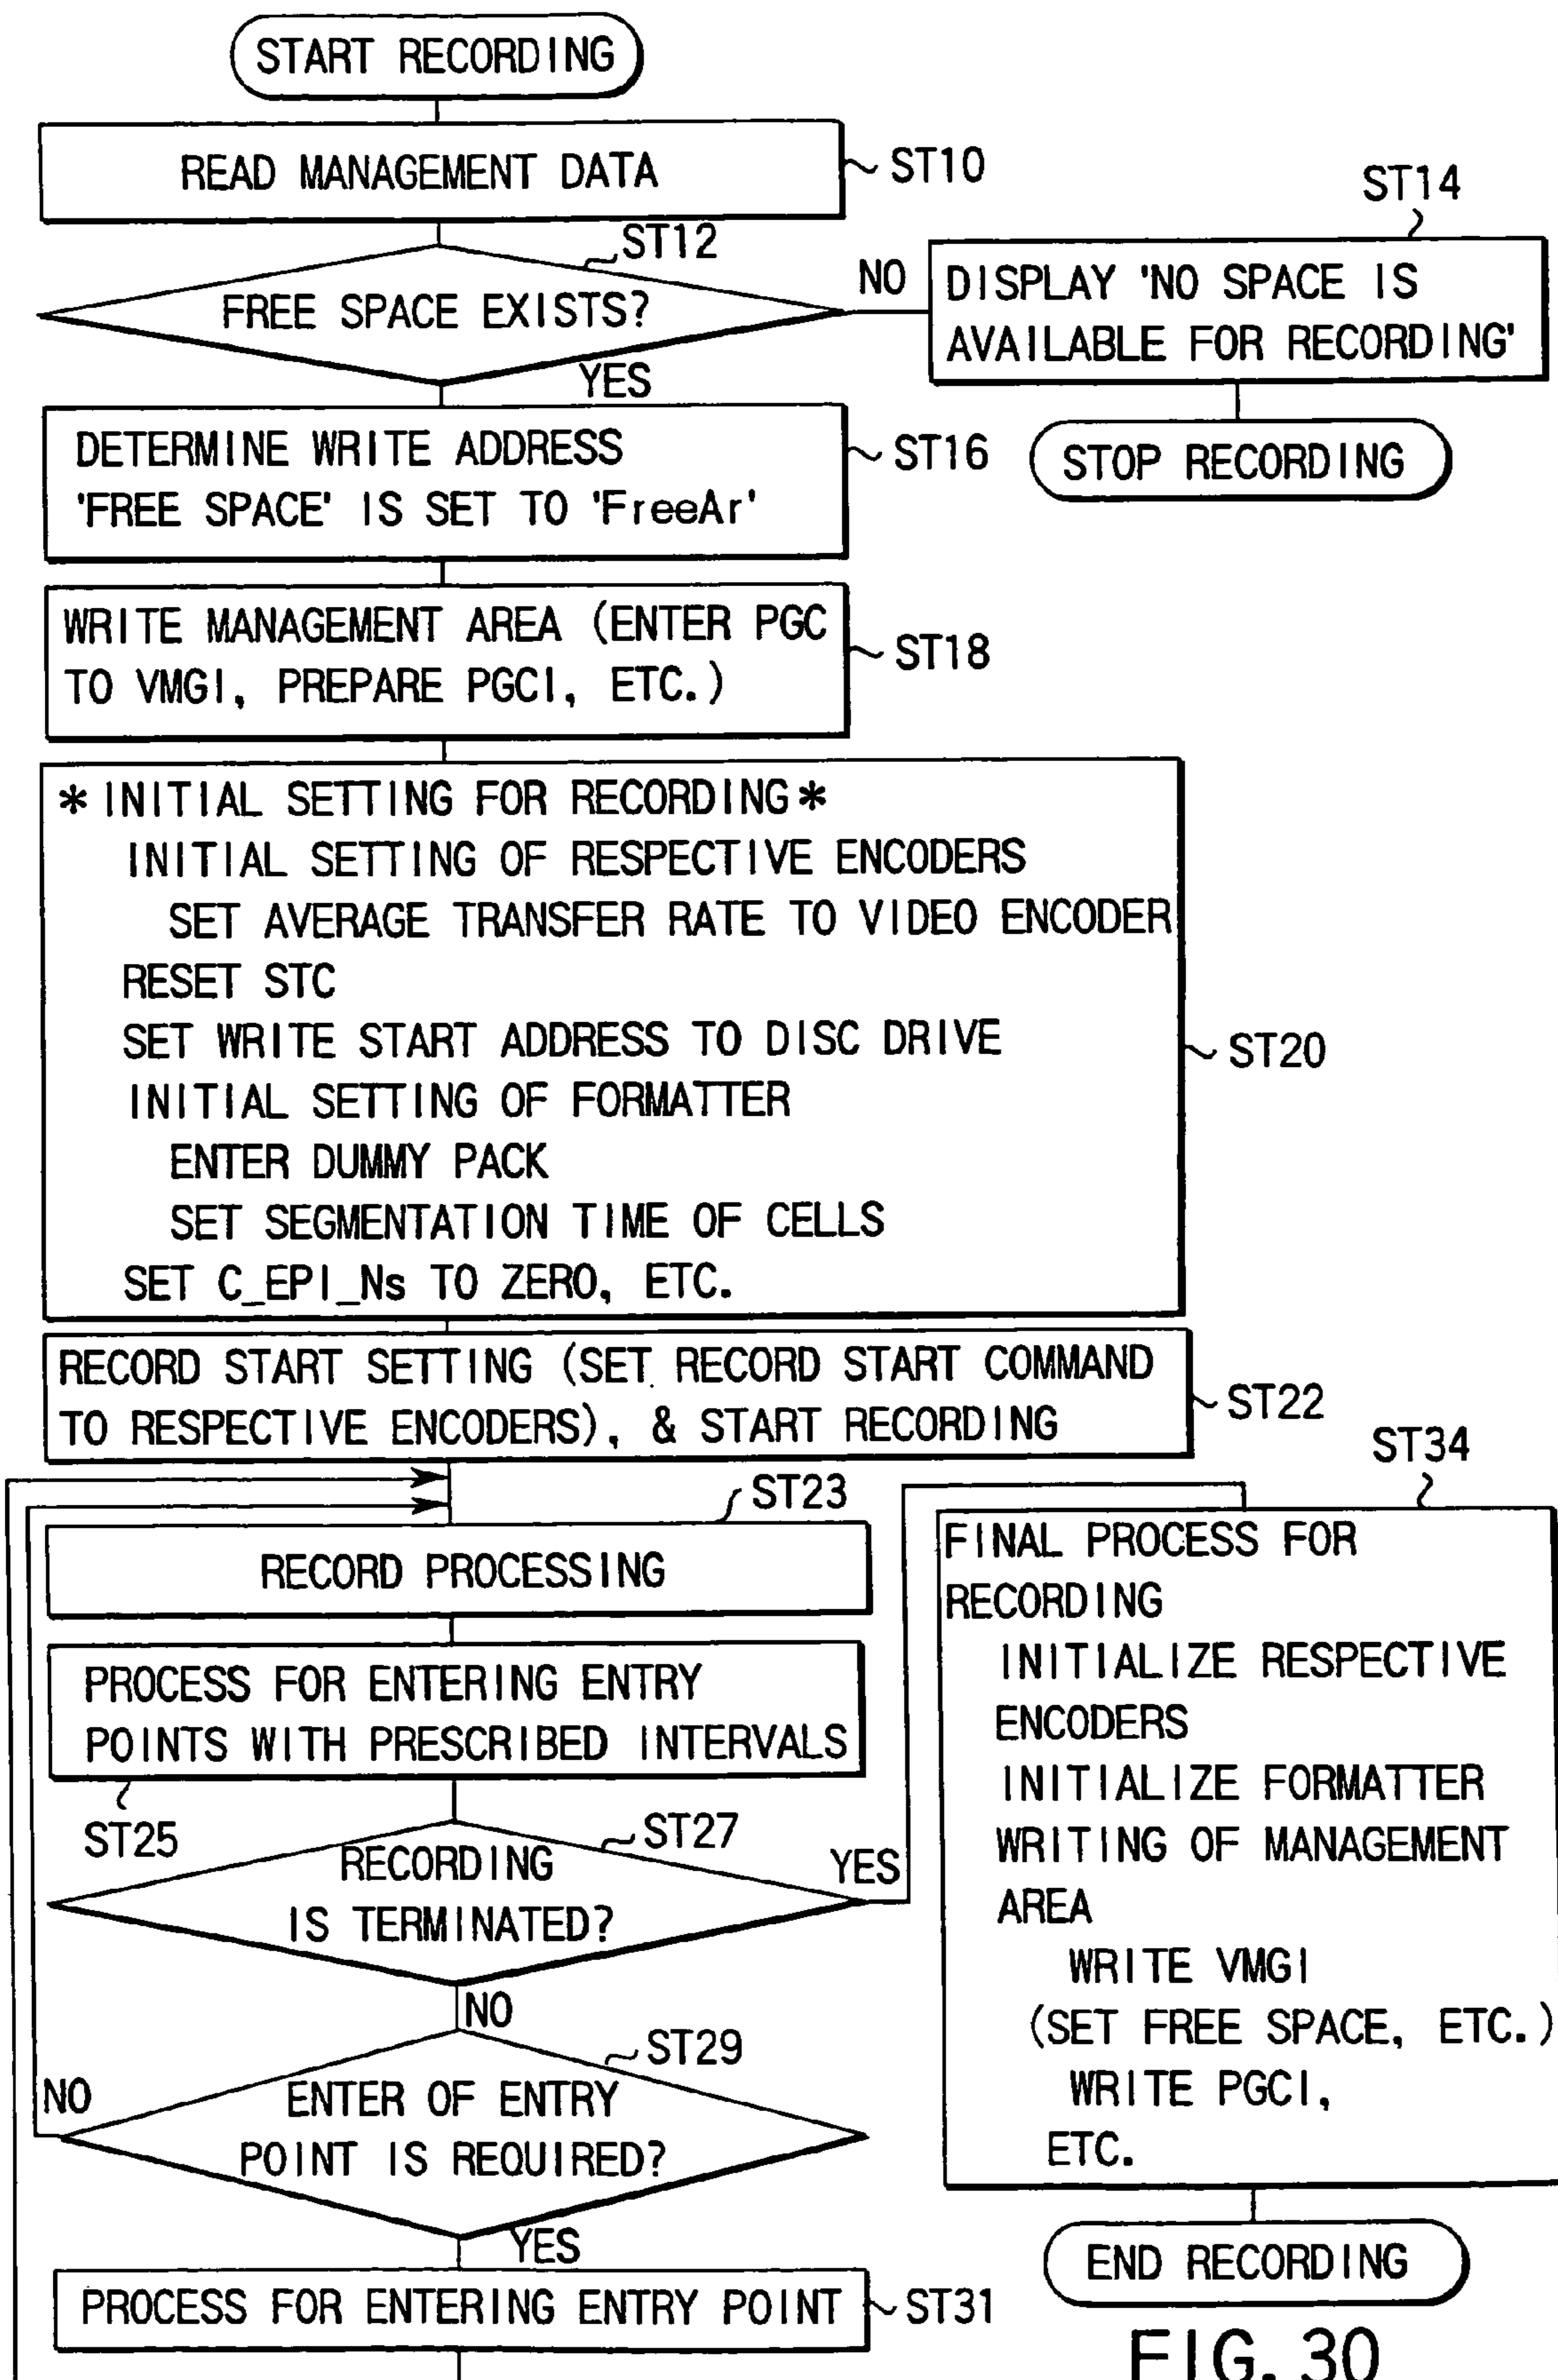 START RECORDING
READ MANAGEMENT DATA
ST10
ST12
FREE SPACE EXISTS?
NO
YES
ST14
DISPLAY 'NO SPACE IS
AVAILABLE FOR RECORDING'
STOP RECORDING
DETERMINE WRITE ADDRESS
'FREE SPACE' IS SET TO 'FreeAr'
ST16
WRITE MANAGEMENT AREA (ENTER PGC
TO VMGI, PREPARE PGCI, ETC.)
ST18
* INITIAL SETTING FOR RECORDING *
INITIAL SETTING OF RESPECTIVE ENCODERS
SET AVERAGE TRANSFER RATE TO VIDEO ENCODER
RESET STC
SET WRITE START ADDRESS TO DISC DRIVE
INITIAL SETTING OF FORMATTER
ENTER DUMMY PACK
SET SEGMENTATION TIME OF CELLS
SET C_EPI_Ns TO ZERO, ETC.
ST20
RECORD START SETTING (SET RECORD START COMMAND
TO RESPECTIVE ENCODERS), & START RECORDING
ST22
ST23
RECORD PROCESSING
PROCESS FOR ENTERING ENTRY
POINTS WITH PRESCRIBED INTERVALS
ST25
ST27
RECORDING
IS TERMINATED?
YES
NO
ST29
ENTER OF ENTRY
POINT IS REQUIRED?
NO
YES
PROCESS FOR ENTERING ENTRY POINT
ST31
ST34
FINAL PROCESS FOR
RECORDING
INITIALIZE RESPECTIVE
ENCODERS
INITIALIZE FORMATTER
WRITING OF MANAGEMENT
AREA
WRITE VMGI
(SET FREE SPACE, ETC.)
WRITE PGCI,
ETC.
END RECORDING
FIG. 30